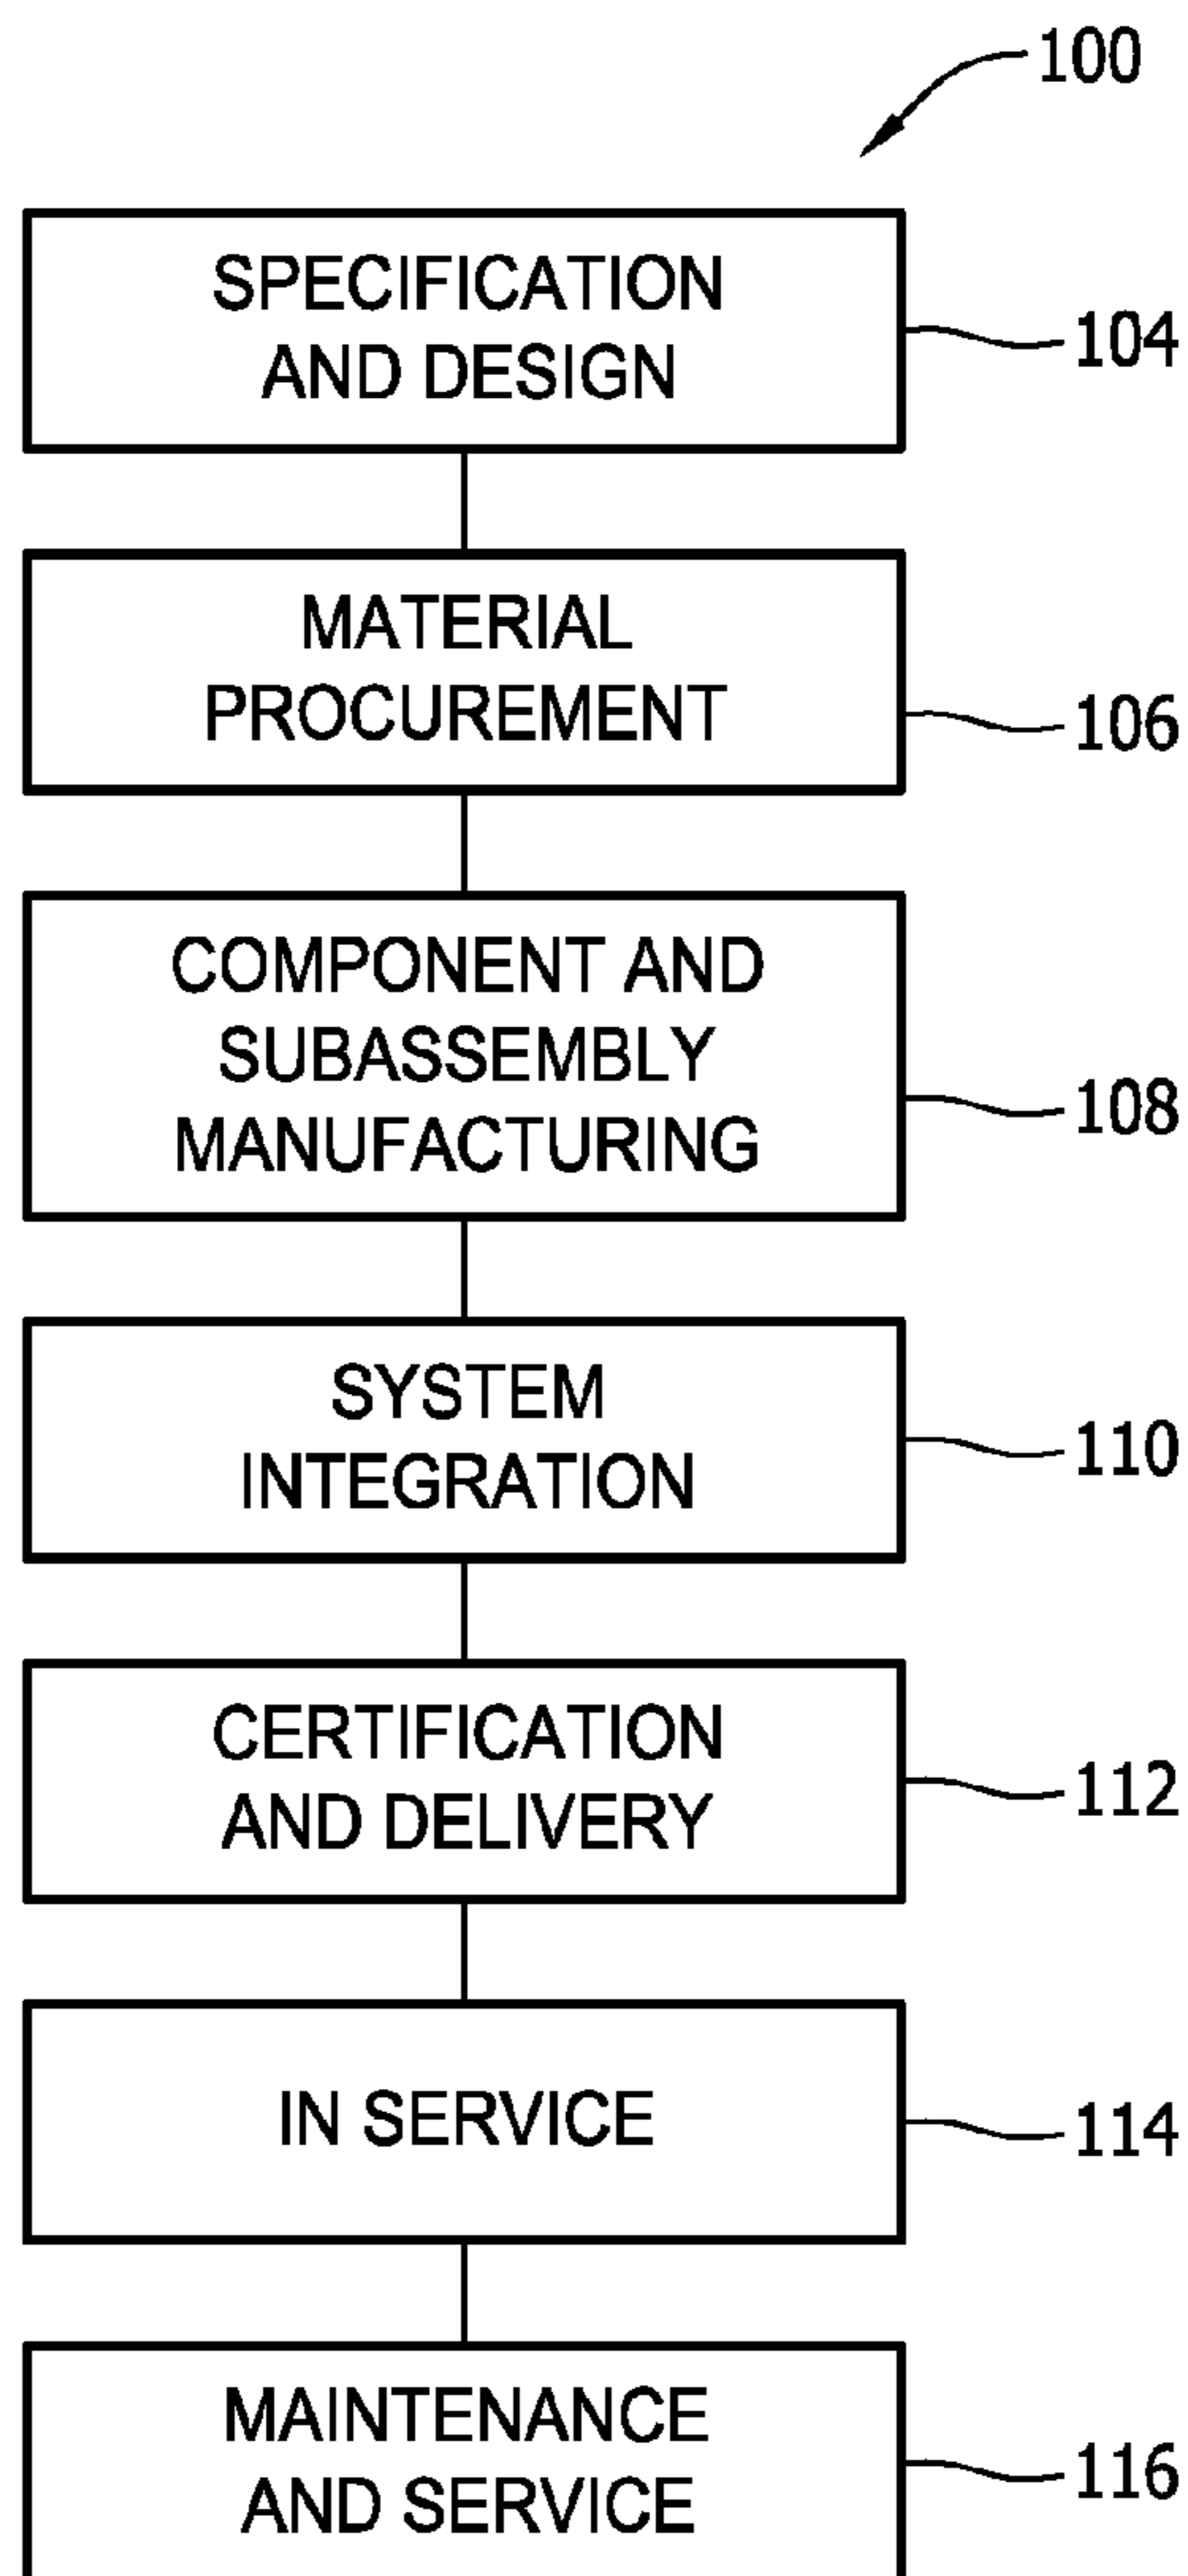 100
SPECIFICATION
AND DESIGN
104
MATERIAL
PROCUREMENT
106
COMPONENT AND
SUBASSEMBLY
MANUFACTURING
108
SYSTEM
INTEGRATION
110
CERTIFICATION
AND DELIVERY
112
IN SERVICE
114
MAINTENANCE
AND SERVICE
116